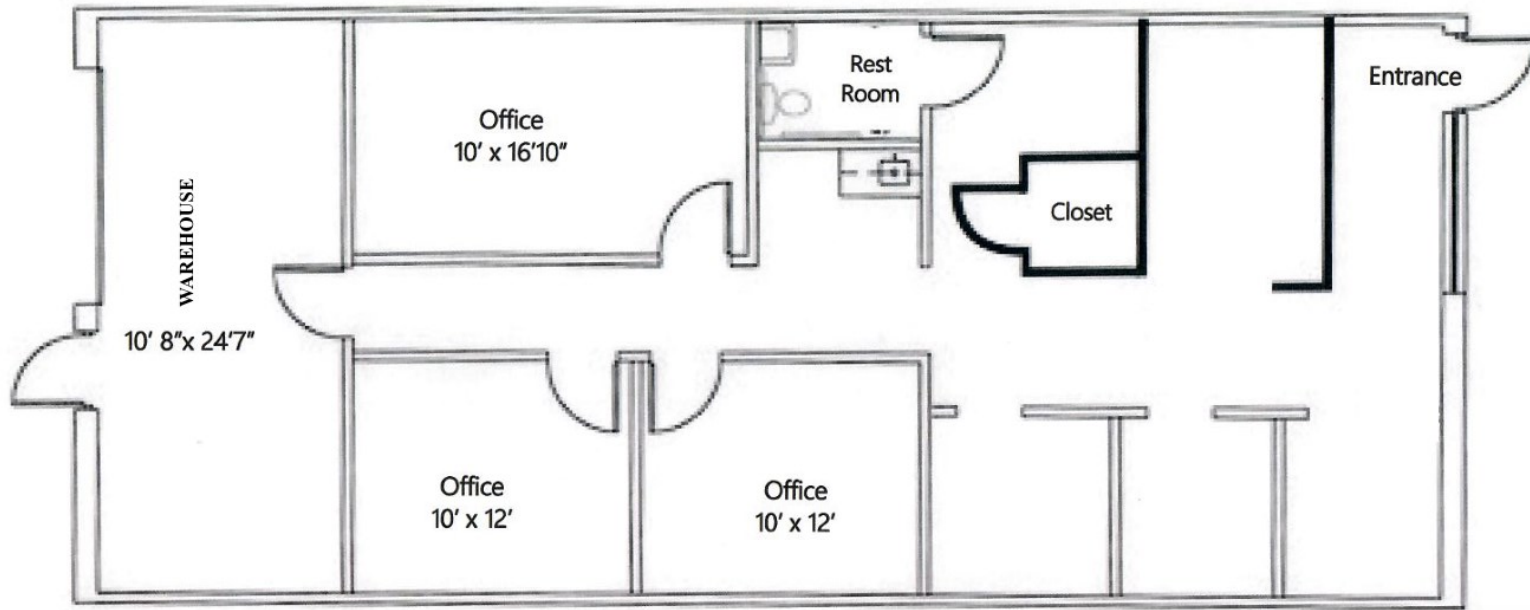 Rest
Room
Entrance
Office
10' x 16'10"
Closet
WAREHOUSE
10' 8"x 24'7"
Office
10' x 12'
Office
10' x 12'